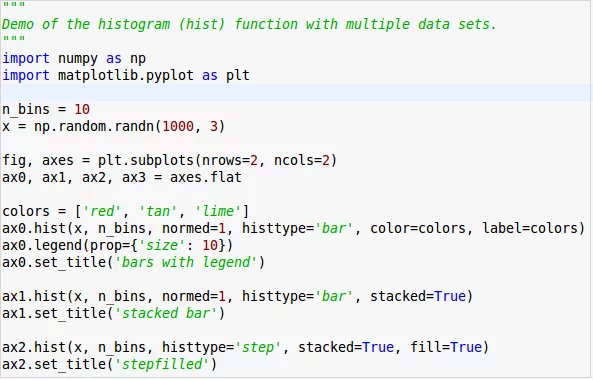 """
Demo of the histogram (hist) function with multiple data sets.
"""
import numpy as np
import matplotlib.pyplot as plt

n_bins = 10
x = np.random.randn(1000, 3)

fig, axes = plt.subplots(nrows=2, ncols=2)
ax0, ax1, ax2, ax3 = axes.flat

colors = ['red', 'tan', 'lime']
ax0.hist(x, n_bins, normed=1, histtype='bar', color=colors, label=colors)
ax0.legend(prop={'size': 10})
ax0.set_title('bars with legend')

ax1.hist(x, n_bins, normed=1, histtype='bar', stacked=True)
ax1.set_title('stacked bar')

ax2.hist(x, n_bins, histtype='step', stacked=True, fill=True)
ax2.set_title('stepfilled')